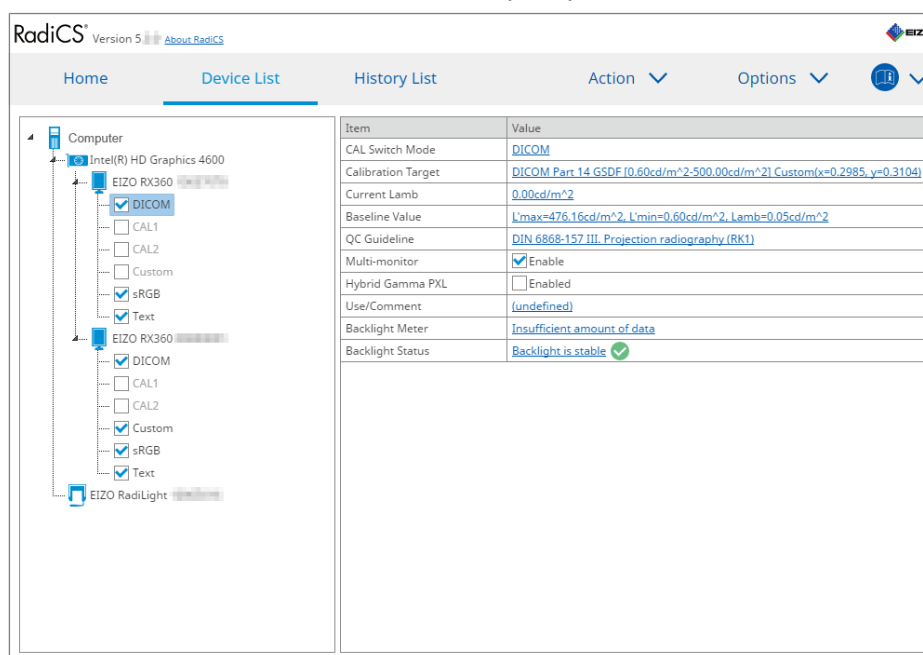 RadiCS® Version 5. About RadiCS EIZ
Home Device List History List Action Options
Computer
Intel(R) HD Graphics 4600
EIZO RX360
DICOM
CAL1
CAL2
Custom
sRGB
Text
EIZO RX360
DICOM
CAL1
CAL2
Custom
sRGB
Text
EIZO RadiLight
Item Value
CAL Switch Mode DICOM
Calibration Target DICOM Part 14 GSDF [0.60cd/m^2-500.00cd/m^2] Custom(x=0.2985, y=0.3104)
Current Lamb 0.00cd/m^2
Baseline Value L'max=476.16cd/m^2, L'min=0.60cd/m^2, Lamb=0.05cd/m^2
QC Guideline DIN 6868-157 III. Projection radiography (RK1)
Multi-monitor Enable
Hybrid Gamma PXL Enabled
Use/Comment (undefined)
Backlight Meter Insufficient amount of data
Backlight Status Backlight is stable